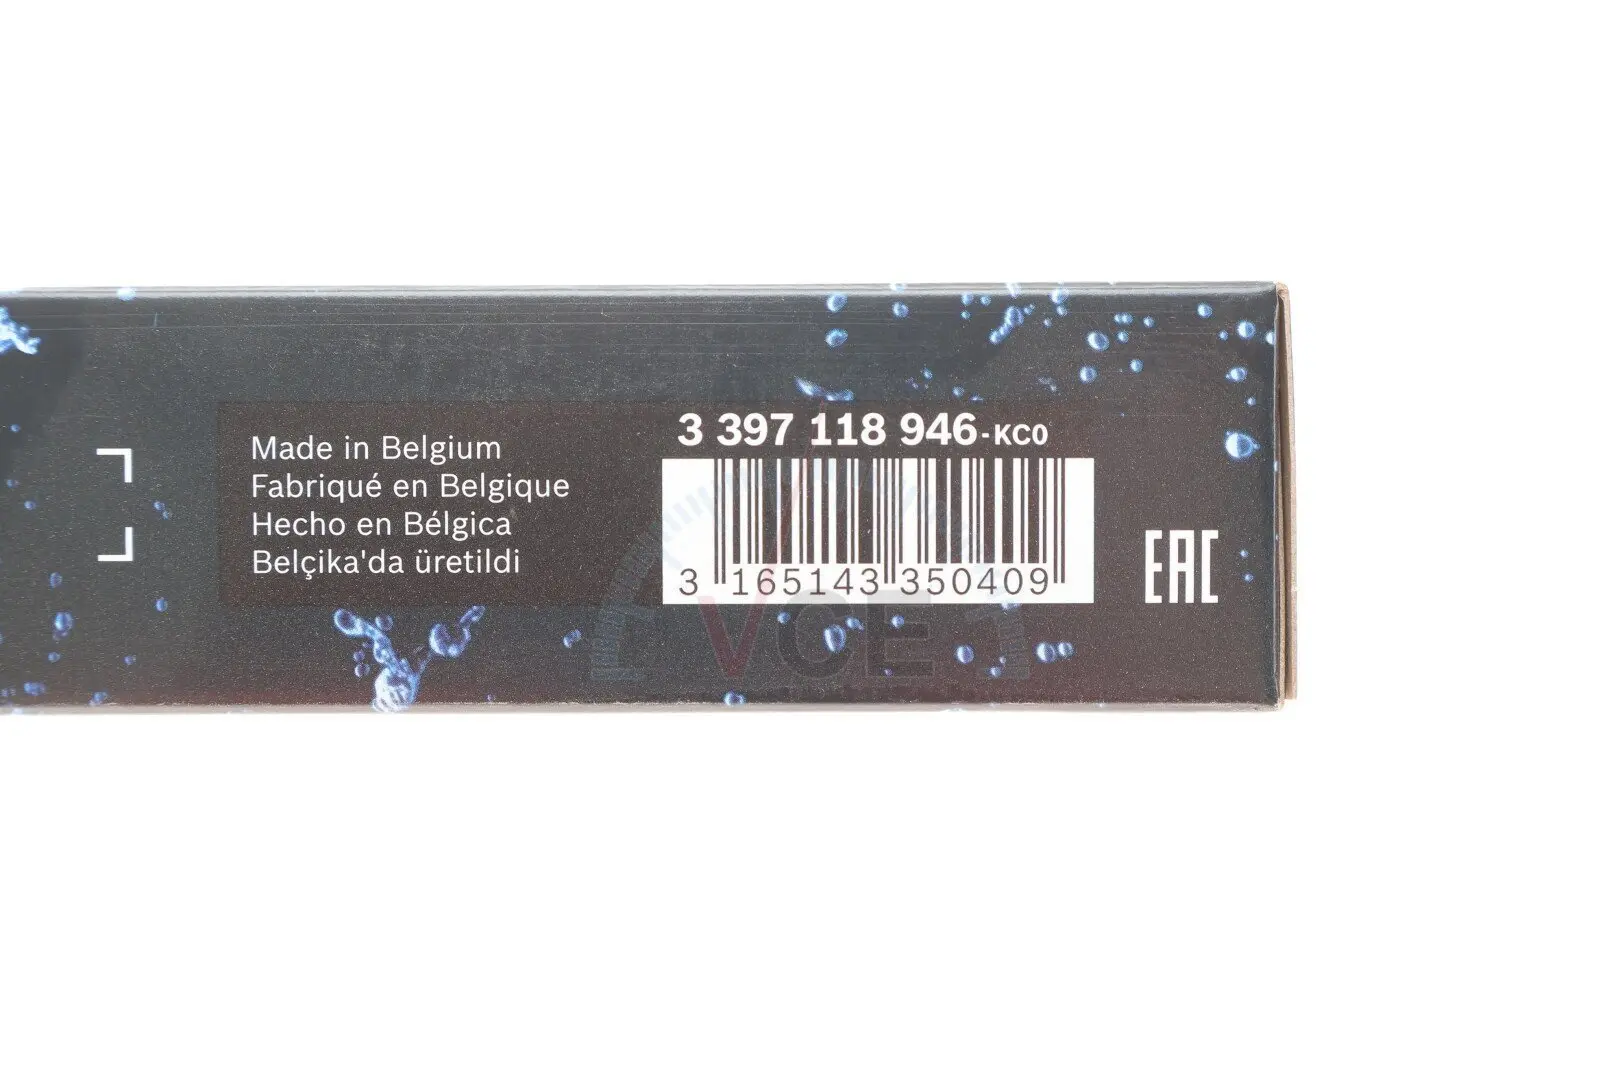 Made in Belgium
Fabriqué en Belgique
Hecho en Bélgica
Belçika'da üretildi
3 397 118 946-KC0
3 165143 350409
EAC
VCE